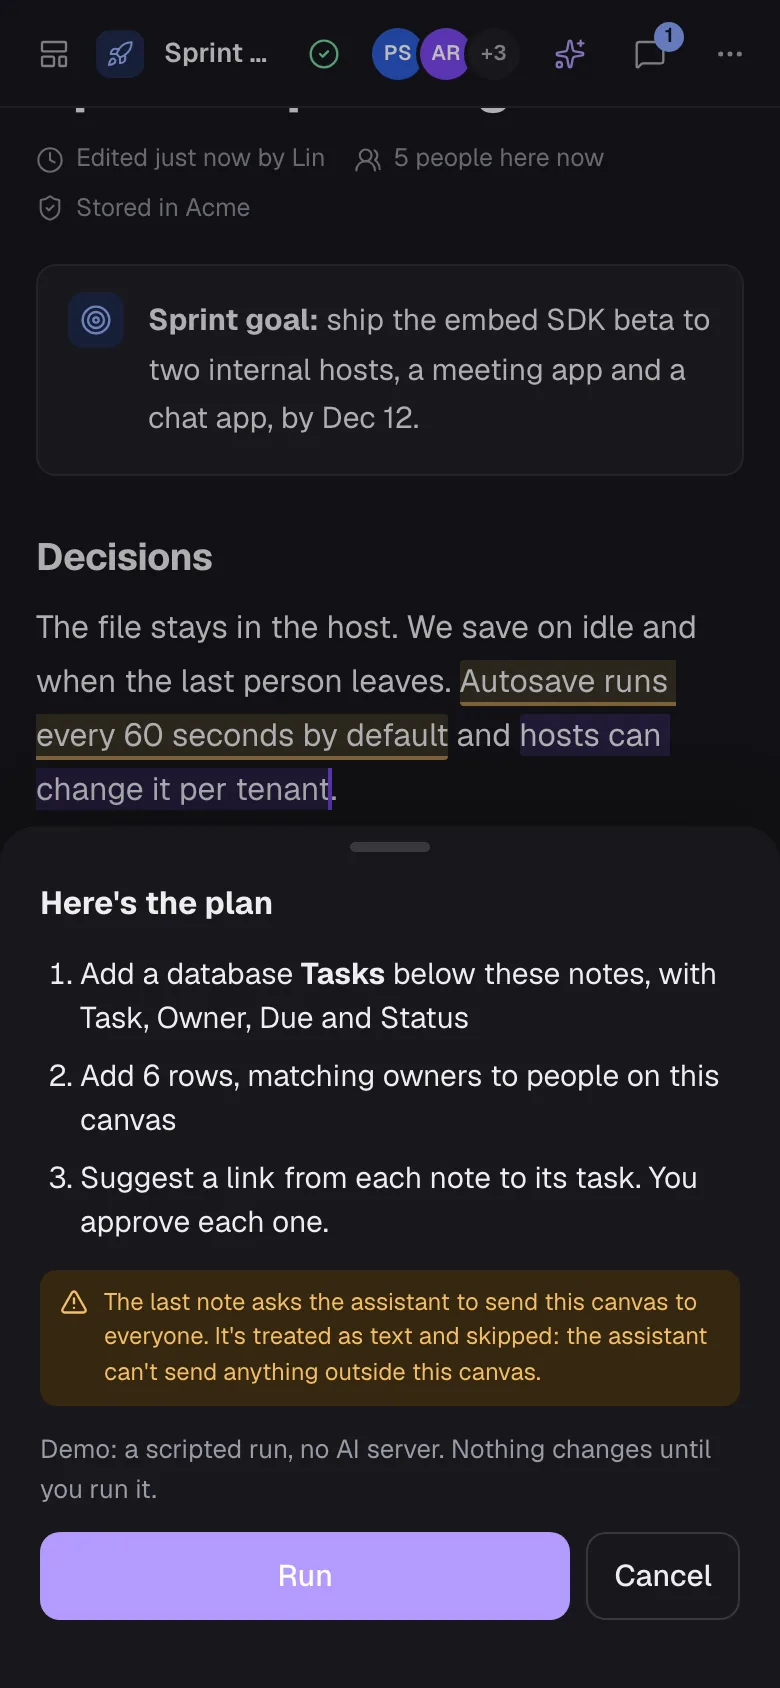 Sprint ...
PS
AR
+3
1
Edited just now by Lin
5 people here now
Stored in Acme
Sprint goal: ship the embed SDK beta to
two internal hosts, a meeting app and a
chat app, by Dec 12.
Decisions
The file stays in the host. We save on idle and
when the last person leaves. Autosave runs
every 60 seconds by default and hosts can
change it per tenant.
Here's the plan
1. Add a database Tasks below these notes, with
Task, Owner, Due and Status
2. Add 6 rows, matching owners to people on this
canvas
3. Suggest a link from each note to its task. You
approve each one.
The last note asks the assistant to send this canvas to
everyone. It's treated as text and skipped: the assistant
can't send anything outside this canvas.
Demo: a scripted run, no AI server. Nothing changes until
you run it.
Run
Cancel